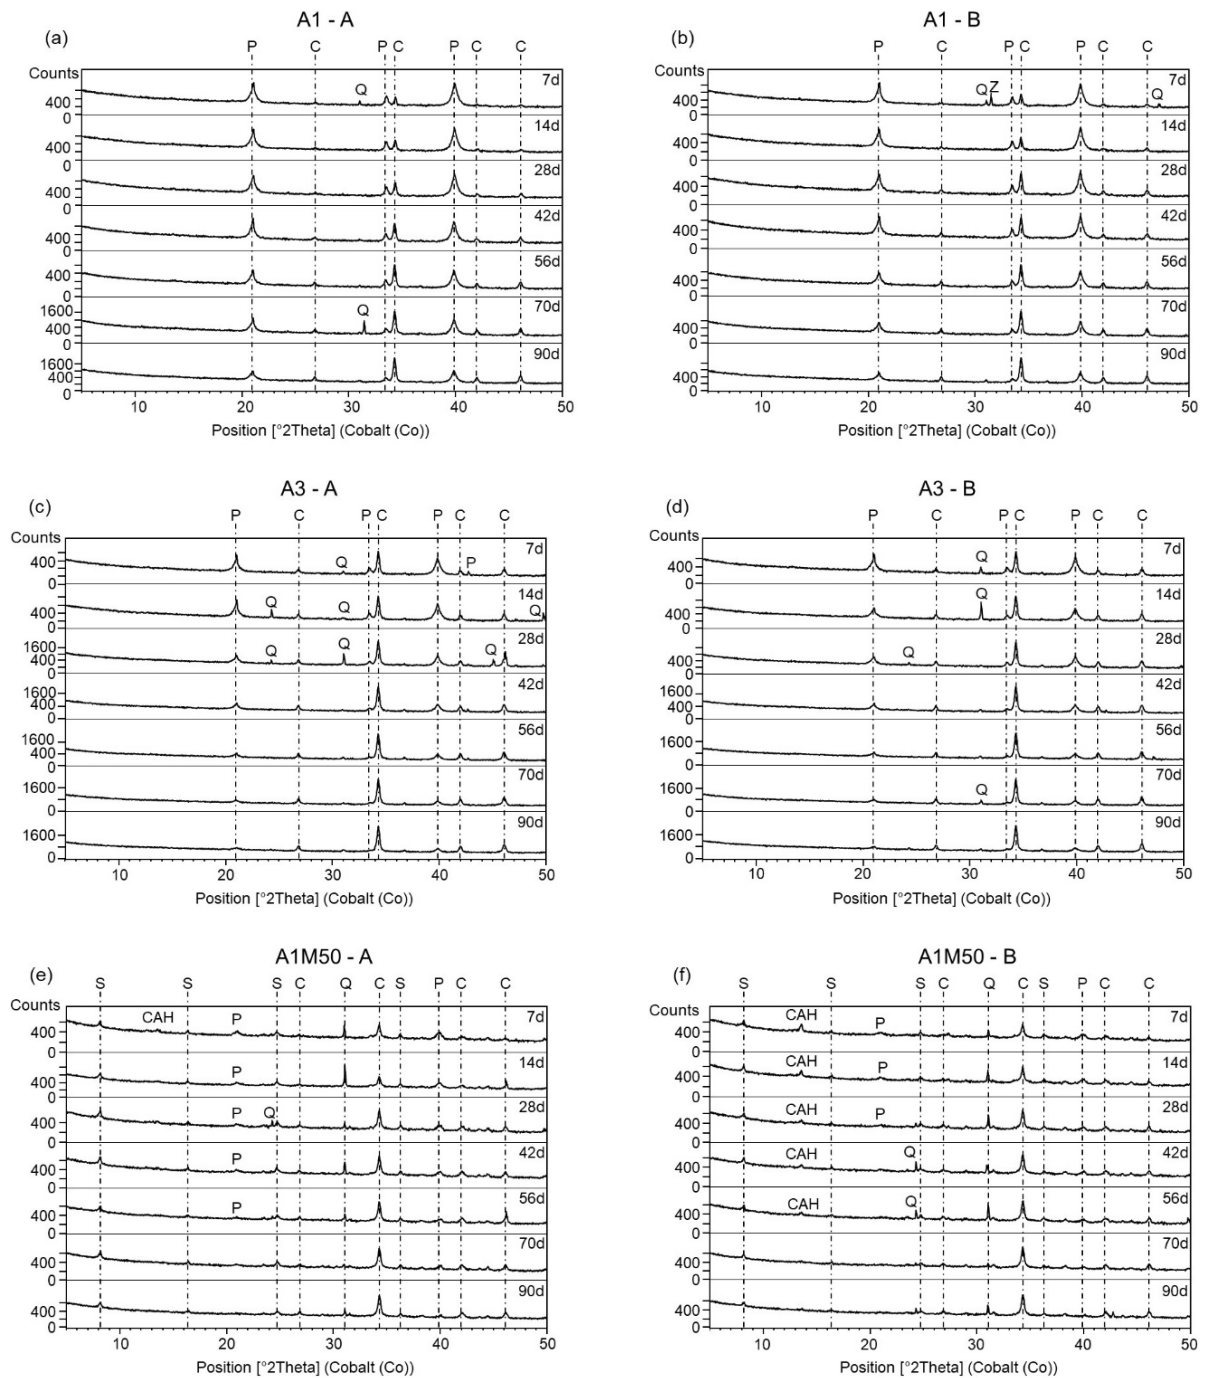 A1 - A
(a)
P C P C P C C
Counts
7d
400
Q
0
14d
400
0
28d
400
0
42d
400
0
56d
400
0
70d
1600
400
Q
0
90d
1600
400
0
10 20 30 40 50
Position [°2Theta] (Cobalt (Co))
A1 - B
(b)
P C P C P C C
Counts
7d
400
Q Z Q
0
14d
400
0
28d
400
0
42d
400
0
56d
400
0
70d
400
0
90d
400
0
10 20 30 40 50
Position [°2Theta] (Cobalt (Co))
A3 - A
(c)
P C P C P C C
Counts
7d
400
Q P
0
14d
400
Q Q Q
0
28d
1600
400
Q Q Q
0
42d
1600
400
0
56d
1600
400
0
70d
1600
0
90d
1600
0
10 20 30 40 50
Position [°2Theta] (Cobalt (Co))
A3 - B
(d)
P C P C P C C
Counts
7d
400
Q
0
14d
400
Q
0
28d
400
Q
0
42d
1600
400
0
56d
1600
0
70d
1600
Q
0
90d
1600
0
10 20 30 40 50
Position [°2Theta] (Cobalt (Co))
A1M50 - A
(e)
S S S C Q C S P C C
Counts
7d
400
CAH P
0
14d
400
P
0
28d
400
P Q
0
42d
400
P
0
56d
400
P
0
70d
400
0
90d
400
0
10 20 30 40 50
Position [°2Theta] (Cobalt (Co))
A1M50 - B
(f)
S S S C Q C S P C C
Counts
7d
400
CAH P
0
14d
400
CAH P
0
28d
400
CAH P
0
42d
400
CAH Q
0
56d
400
CAH Q
0
70d
400
0
90d
400
0
10 20 30 40 50
Position [°2Theta] (Cobalt (Co))